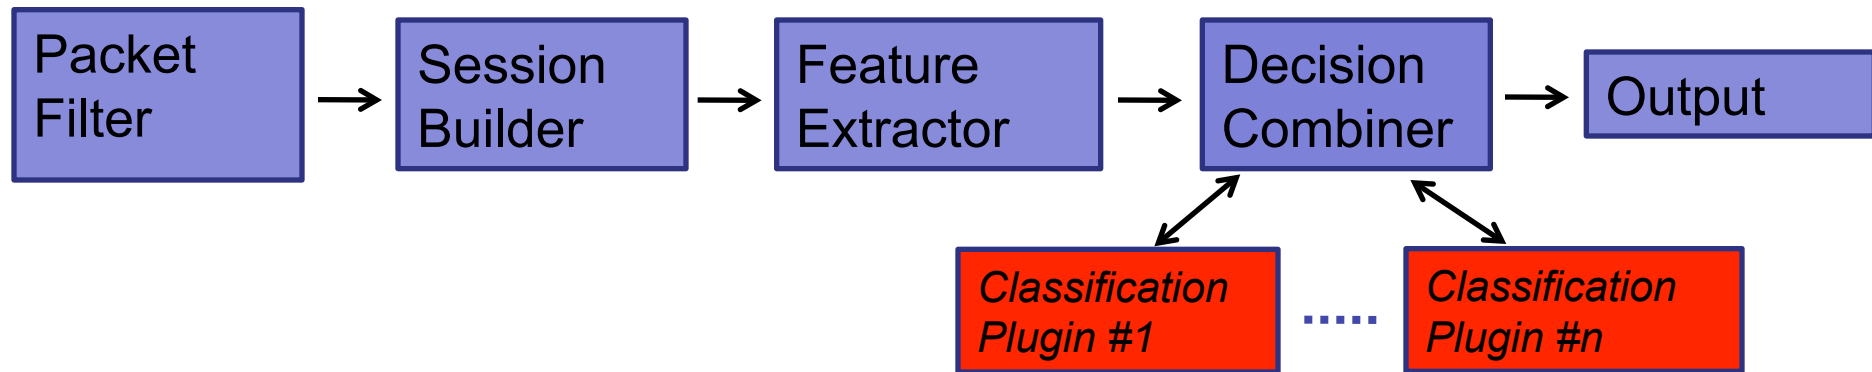 Packet
Filter
Session
Builder
Feature
Extractor
Decision
Combiner
Output
Classification
Plugin #1
Classification
Plugin #n